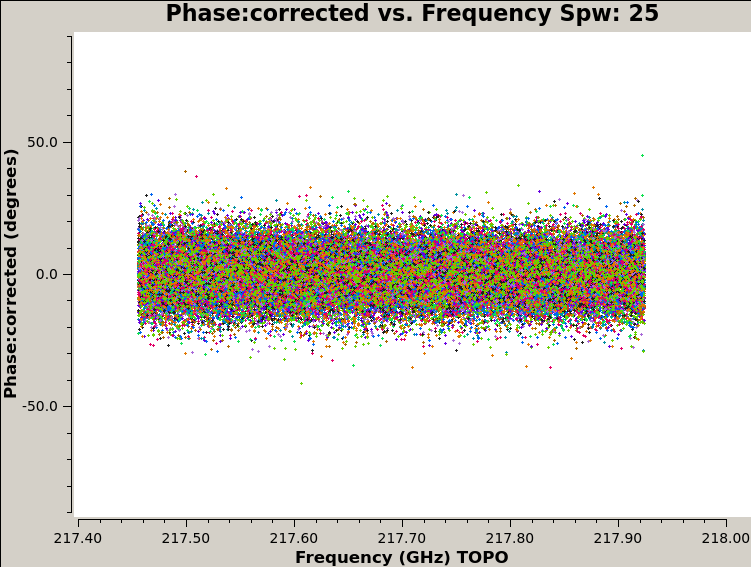 Phase:corrected vs. Frequency Spw: 25
Phase:corrected (degrees)
50.0
0.0
-50.0
217.40 217.50 217.60 217.70 217.80 217.90 218.00
Frequency (GHz) TOPO